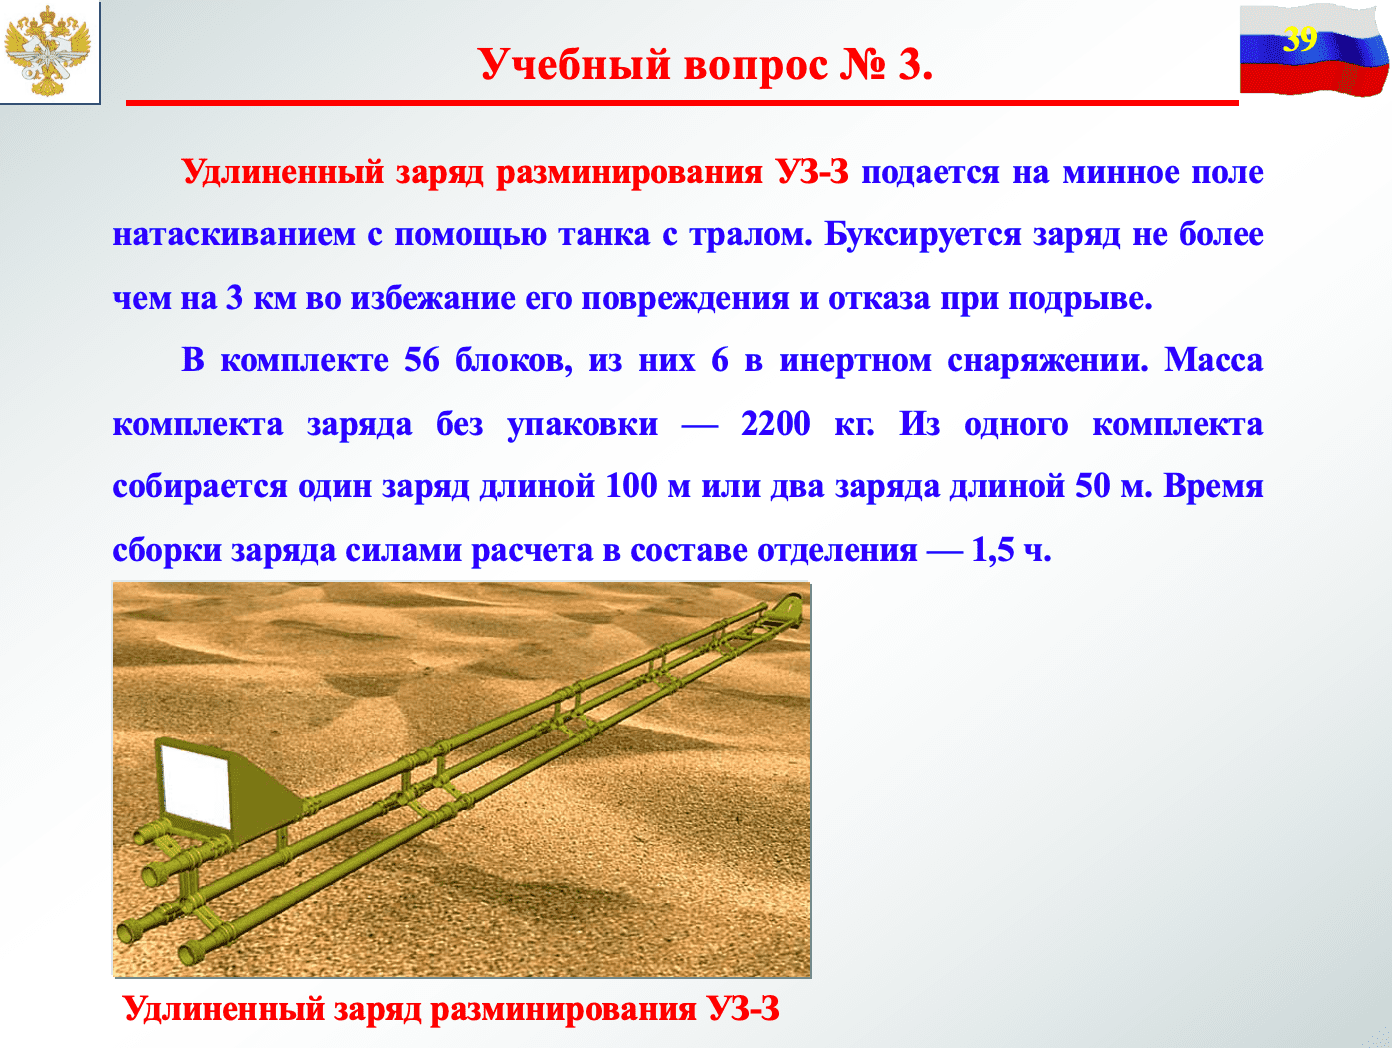 39
Учебный вопрос № 3.
Удлиненный заряд разминирования УЗ-3 подается на минное поле
натаскиванием с помощью танка с тралом. Буксируется заряд не более
чем на 3 км во избежание его повреждения и отказа при подрыве.
В комплекте 56 блоков, из них 6 в инертном снаряжении. Масса
комплекта заряда без упаковки — 2200 кг. Из одного комплекта
собирается один заряд длиной 100 м или два заряда длиной 50 м. Время
сборки заряда силами расчета в составе отделения — 1,5 ч.
Удлиненный заряд разминирования УЗ-3